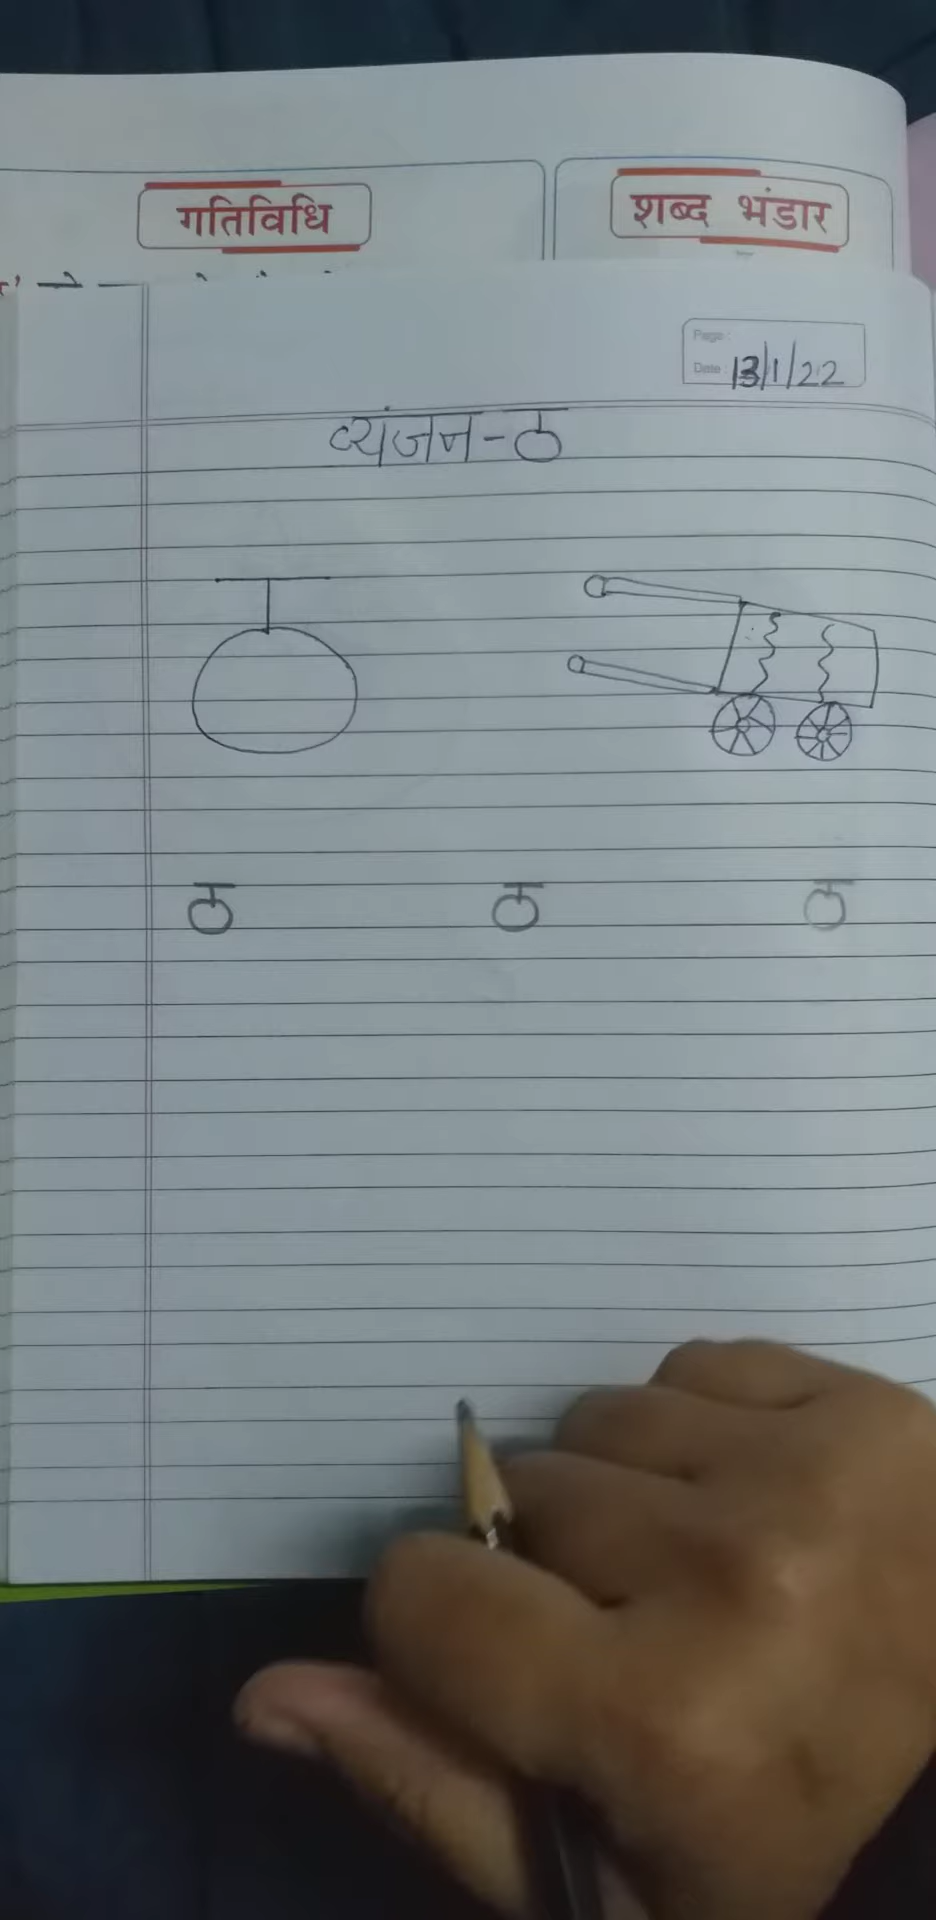 गतिविधि
शब्द भंडार
Page :
Date : 13/1/22
व्यंजन-ठ
ठ ठ ठ